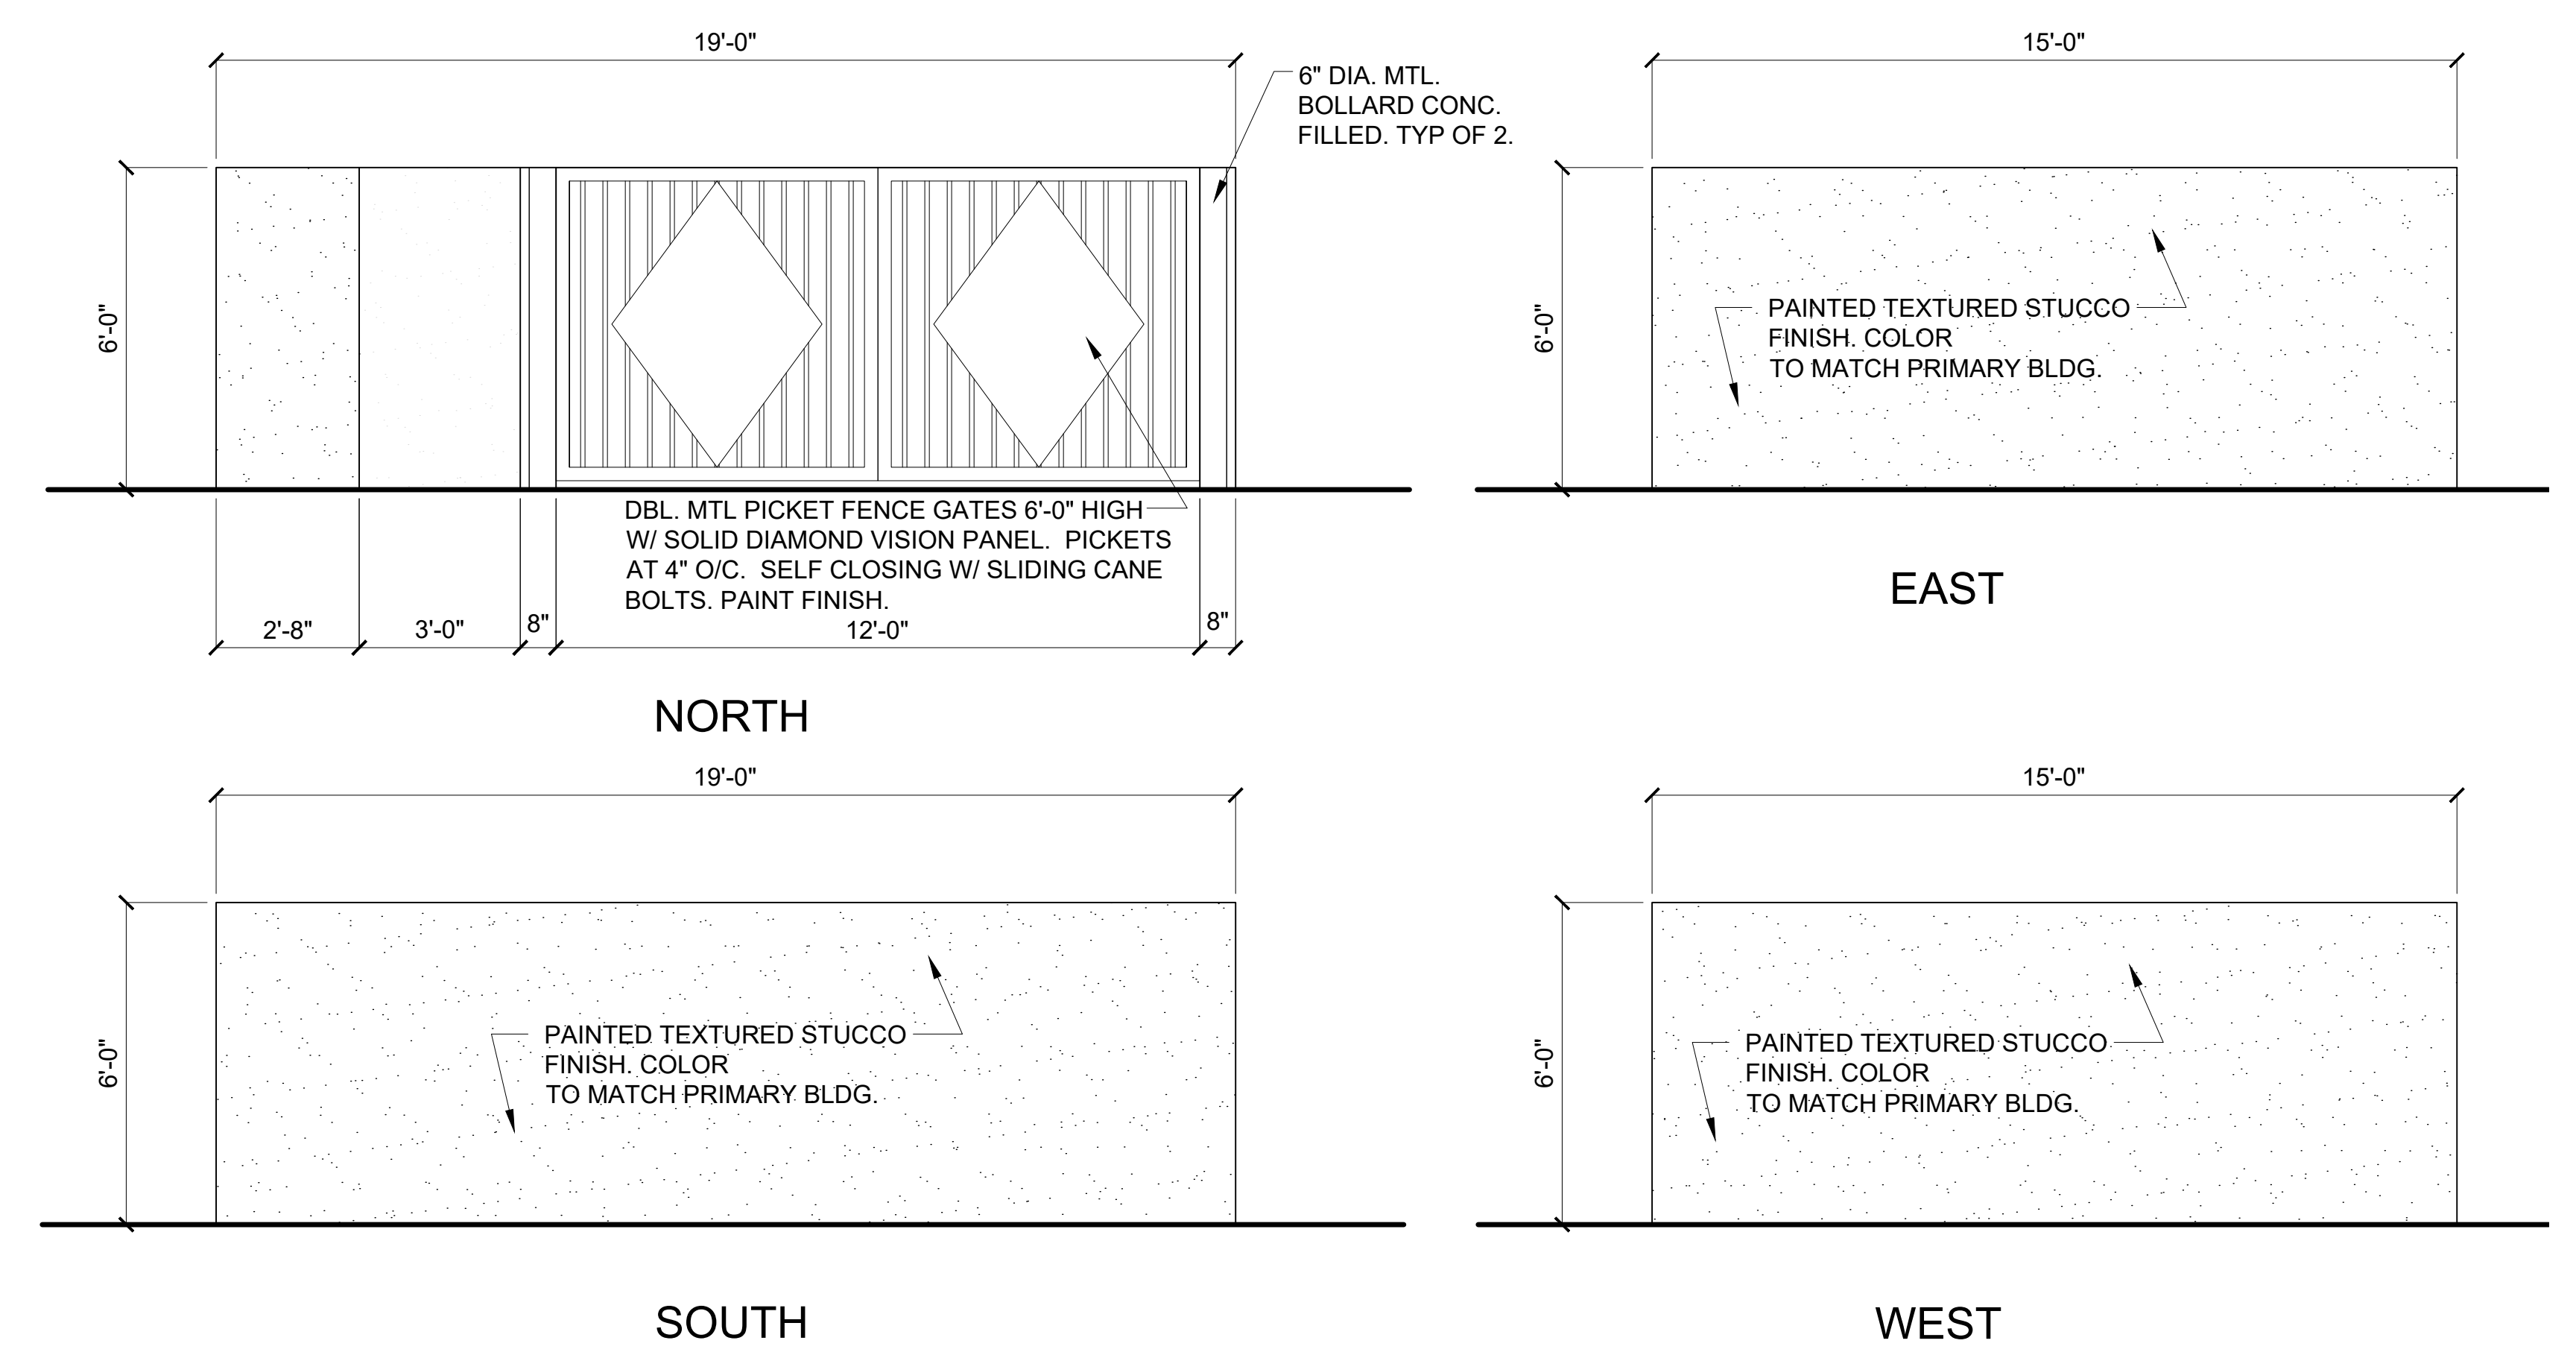 19'-0"
6" DIA. MTL.
BOLLARD CONC.
FILLED. TYP OF 2.
6'-0"
DBL. MTL PICKET FENCE GATES 6'-0" HIGH
W/ SOLID DIAMOND VISION PANEL. PICKETS
AT 4" O/C. SELF CLOSING W/ SLIDING CANE
BOLTS. PAINT FINISH.
2'-8"
3'-0"
8"
12'-0"
8"
NORTH
15'-0"
6'-0"
PAINTED TEXTURED STUCCO
FINISH. COLOR
TO MATCH PRIMARY BLDG.
EAST
19'-0"
6'-0"
PAINTED TEXTURED STUCCO
FINISH. COLOR
TO MATCH PRIMARY BLDG.
SOUTH
15'-0"
6'-0"
PAINTED TEXTURED STUCCO
FINISH. COLOR
TO MATCH PRIMARY BLDG.
WEST